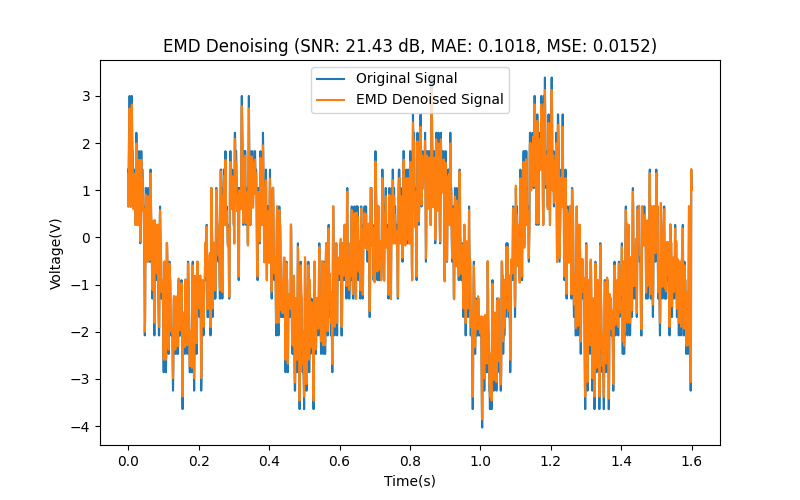 EMD Denoising (SNR: 21.43 dB, MAE: 0.1018, MSE: 0.0152)
Original Signal
EMD Denoised Signal
Voltage(V)
3
2
1
0
−1
−2
−3
−4
0.0 0.2 0.4 0.6 0.8 1.0 1.2 1.4 1.6
Time(s)